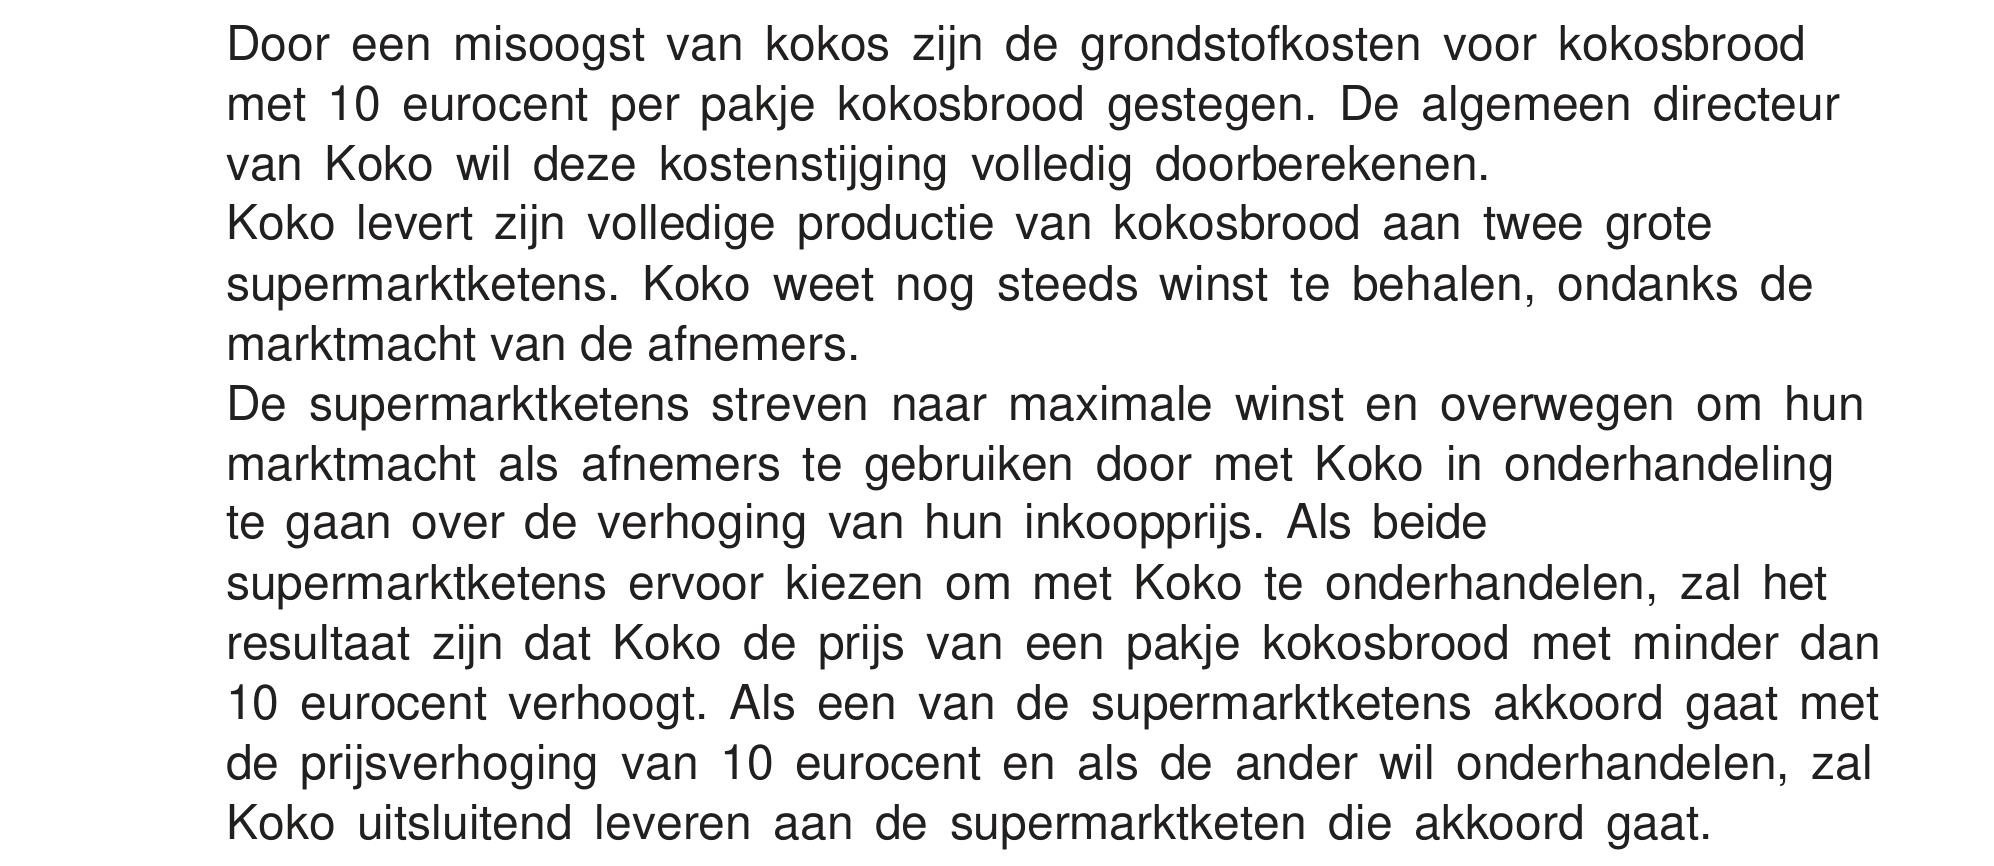 Door een misoogst van kokos zijn de grondstofkosten voor kokosbrood
met 10 eurocent per pakje kokosbrood gestegen. De algemeen directeur
van Koko wil deze kostenstijging volledig doorberekenen.
Koko levert zijn volledige productie van kokosbrood aan twee grote
supermarktketens. Koko weet nog steeds winst te behalen, ondanks de
marktmacht van de afnemers.
De supermarktketens streven naar maximale winst en overwegen om hun
marktmacht als afnemers te gebruiken door met Koko in onderhandeling
te gaan over de verhoging van hun inkoopprijs. Als beide
supermarktketens ervoor kiezen om met Koko te onderhandelen, zal het
resultaat zijn dat Koko de prijs van een pakje kokosbrood met minder dan
10 eurocent verhoogt. Als een van de supermarktketens akkoord gaat met
de prijsverhoging van 10 eurocent en als de ander wil onderhandelen, zal
Koko uitsluitend leveren aan de supermarktketen die akkoord gaat.